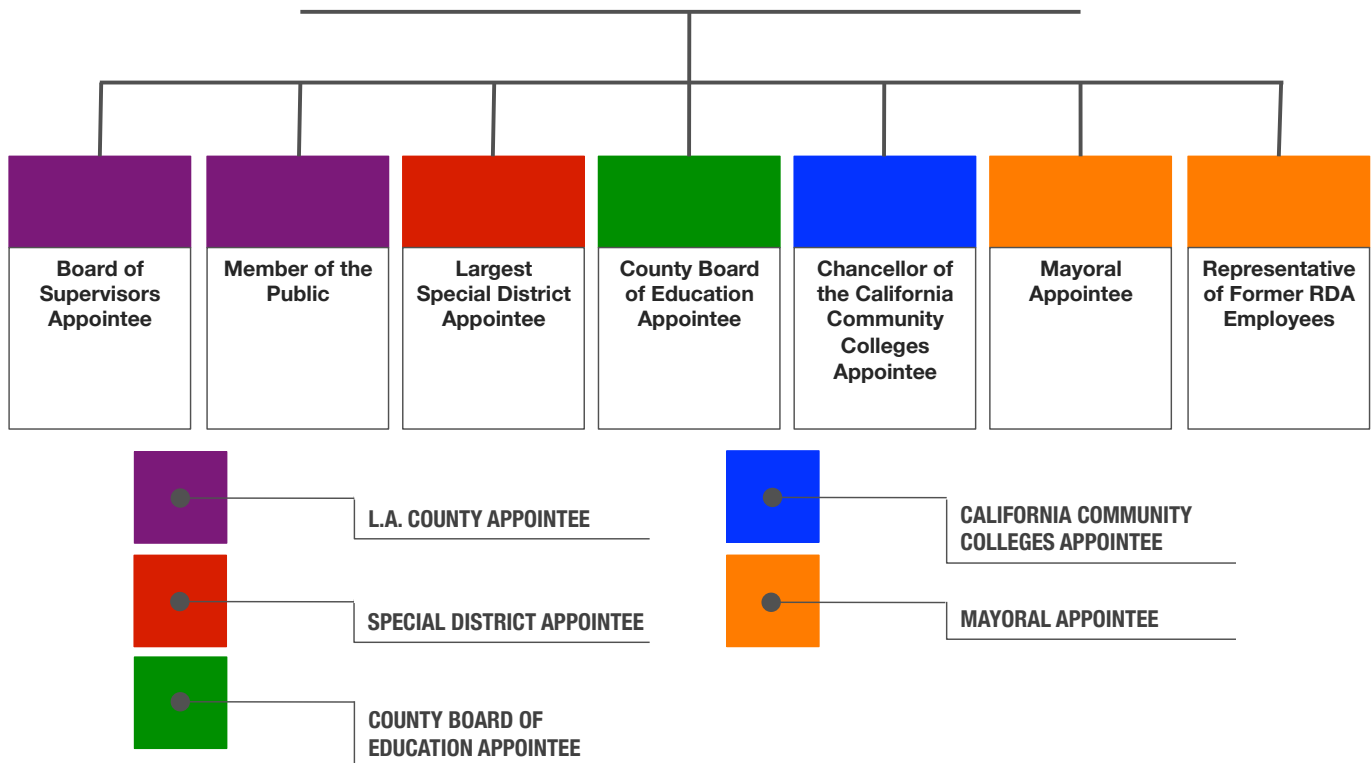 Board of
Supervisors
Appointee
Member of the
Public
Largest
Special District
Appointee
County Board
of Education
Appointee
Chancellor of
the California
Community
Colleges
Appointee
Mayoral
Appointee
Representative
of Former RDA
Employees
L.A. COUNTY APPOINTEE
SPECIAL DISTRICT APPOINTEE
COUNTY BOARD OF
EDUCATION APPOINTEE
CALIFORNIA COMMUNITY
COLLEGES APPOINTEE
MAYORAL APPOINTEE